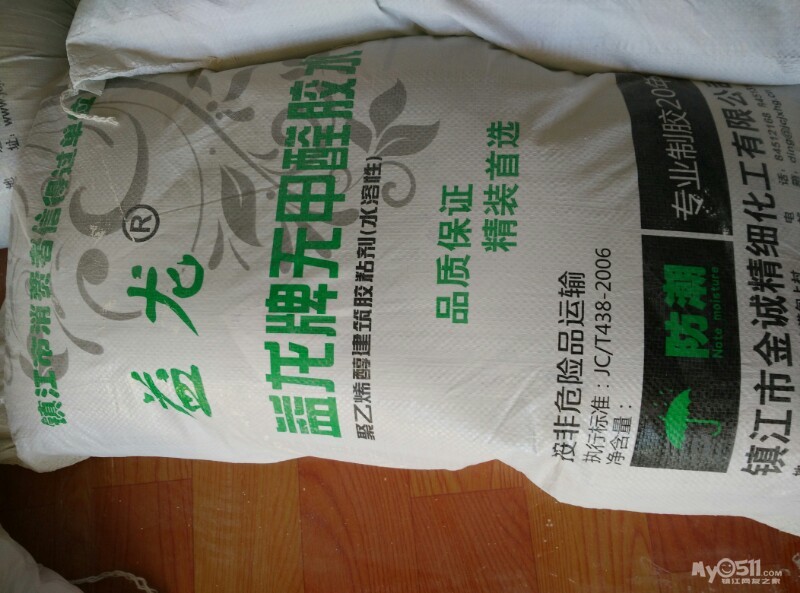 镇江市消费者信得过单
益龙®
益龙牌无甲醛胶水
聚乙烯醇建筑胶粘剂(水溶性)
品质保证
精装首选
按非危险品运输
执行标准：JC/T438-2006
净含量：
防潮
Note moisture
专业制胶20年
镇江市金诚精细化工有限公
电 话: 84512168
My0511.COM
镇江网友之家